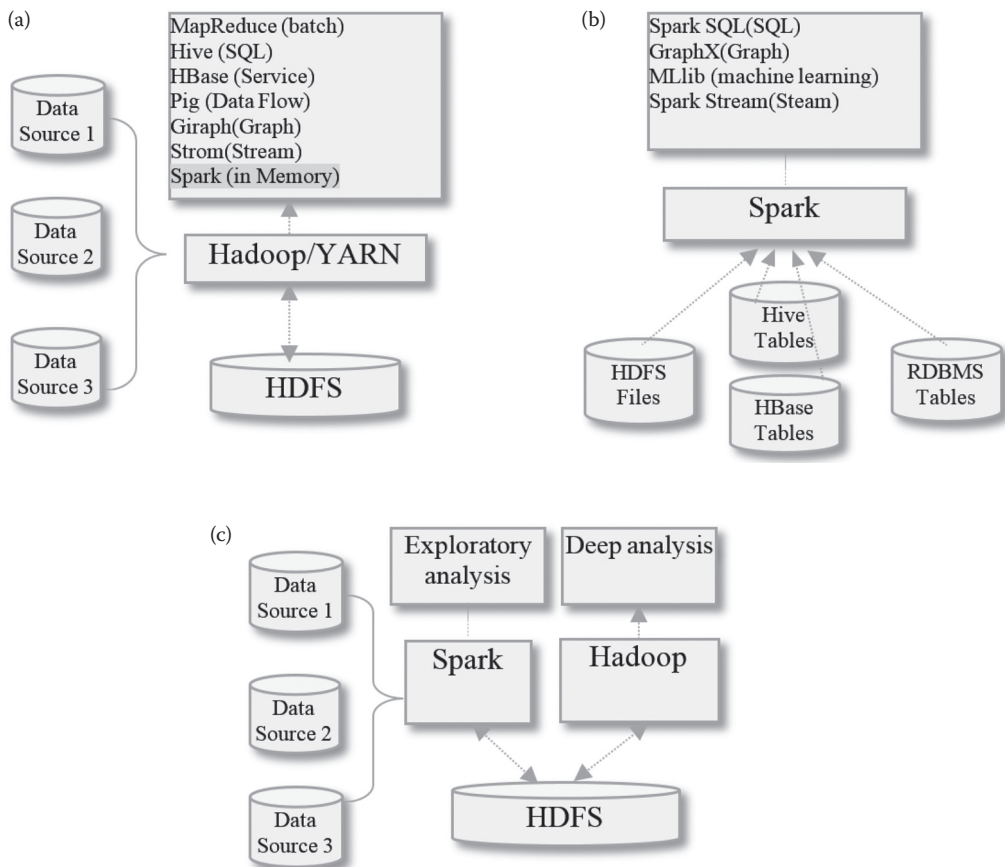 (a)
MapReduce (batch)
Hive (SQL)
HBase (Service)
Pig (Data Flow)
Giraph(Graph)
Strom(Stream)
Spark (in Memory)
Data
Source 1
Data
Source 2
Data
Source 3
Hadoop/YARN
HDFS
(b)
Spark SQL(SQL)
GraphX(Graph)
MLlib (machine learning)
Spark Stream(Steam)
Spark
HDFS
Files
Hive
Tables
HBase
Tables
RDBMS
Tables
(c)
Data
Source 1
Data
Source 2
Data
Source 3
Exploratory
analysis
Deep analysis
Spark
Hadoop
HDFS